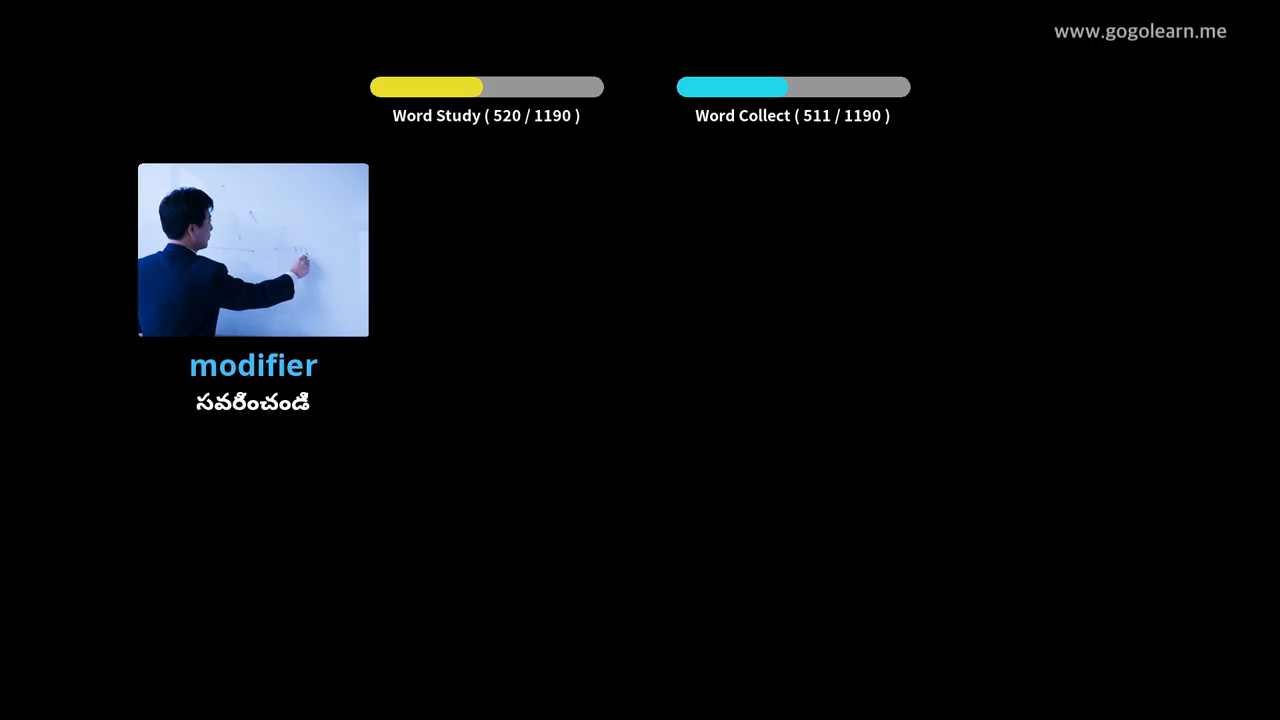 www.gogolearn.me
Word Study ( 520 / 1190 )
Word Collect ( 511 / 1190 )
modifier
సవరించండి